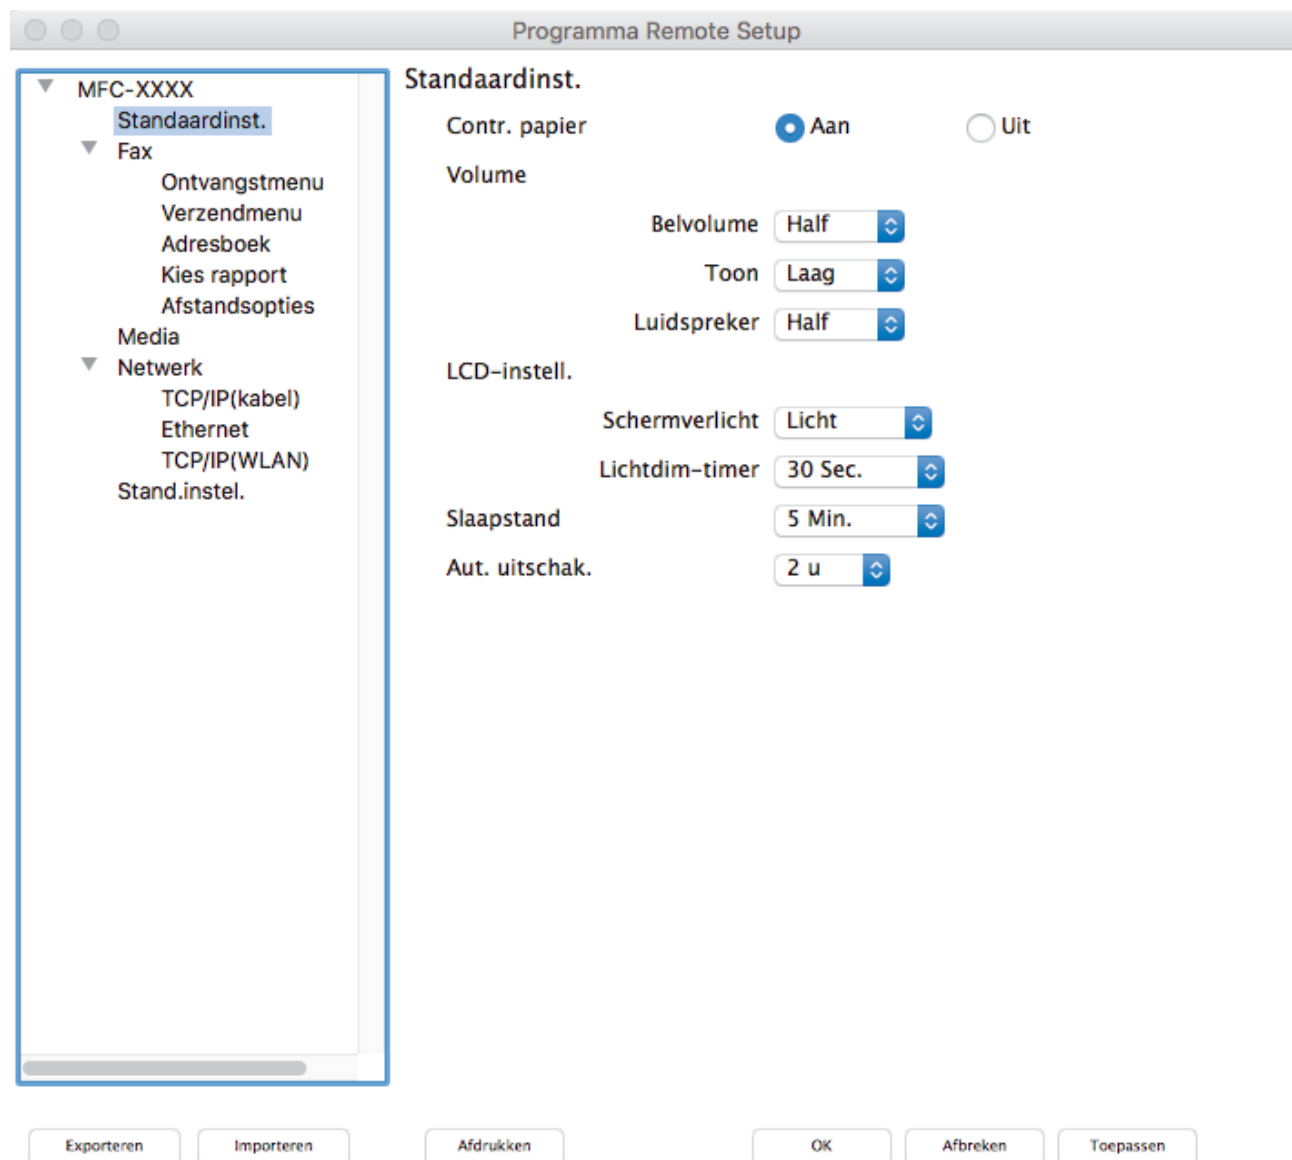 Programma Remote Setup
MFC-XXXX
Standaardinst.
Fax
Ontvangstmenu
Verzendmenu
Adresboek
Kies rapport
Afstandsopties
Media
Netwerk
TCP/IP(kabel)
Ethernet
TCP/IP(WLAN)
Stand.instel.
Standaardinst.
Contr. papier Aan Uit
Volume
Belvolume Half
Toon Laag
Luidspreker Half
LCD-instell.
Schermverlicht Licht
Lichtdim-timer 30 Sec.
Slaapstand 5 Min.
Aut. uitschak. 2 u
Exporteren Importeren Afdrukken OK Afbreken Toepassen